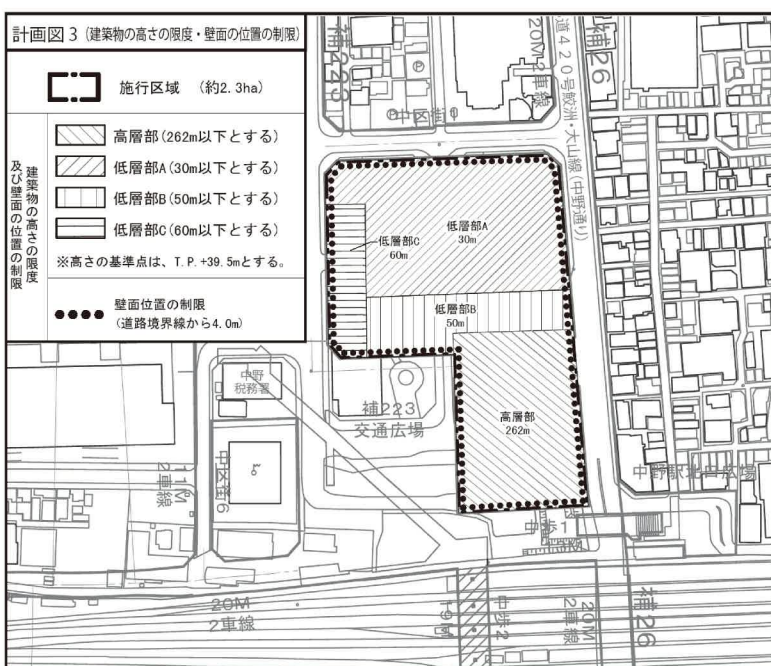 計画図3(建築物の高さの限度・壁面の位置の制限)
施行区域 (約2.3ha)
建築物の高さの限度
及び壁面の位置の制限
高層部(262m以下とする)
低層部A(30m以下とする)
低層部B(50m以下とする)
低層部C(60m以下とする)
※高さの基準点は、T.P.+39.5mとする。
壁面位置の制限
(道路境界線から4.0m)
補223
中区街1
20M
2車線
道420号鮫洲・大山線(中野通り)
補26
低層部A
30m
低層部C
60m
低層部B
50m
高層部
262m
中野
税務署
補223
交通広場
11M
2車線
中区街6
中野駅北口広場
中歩1
20M
2車線
19M
中歩2
20M
2車線
補26